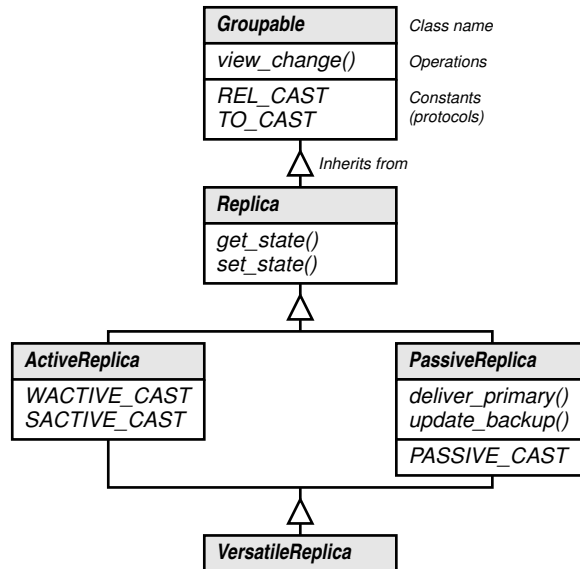 Groupable
Class name
view_change()
Operations
REL_CAST
TO_CAST
Constants
(protocols)
Inherits from
Replica
get_state()
set_state()
ActiveReplica
WACTIVE_CAST
SACTIVE_CAST
PassiveReplica
deliver_primary()
update_backup()
PASSIVE_CAST
VersatileReplica